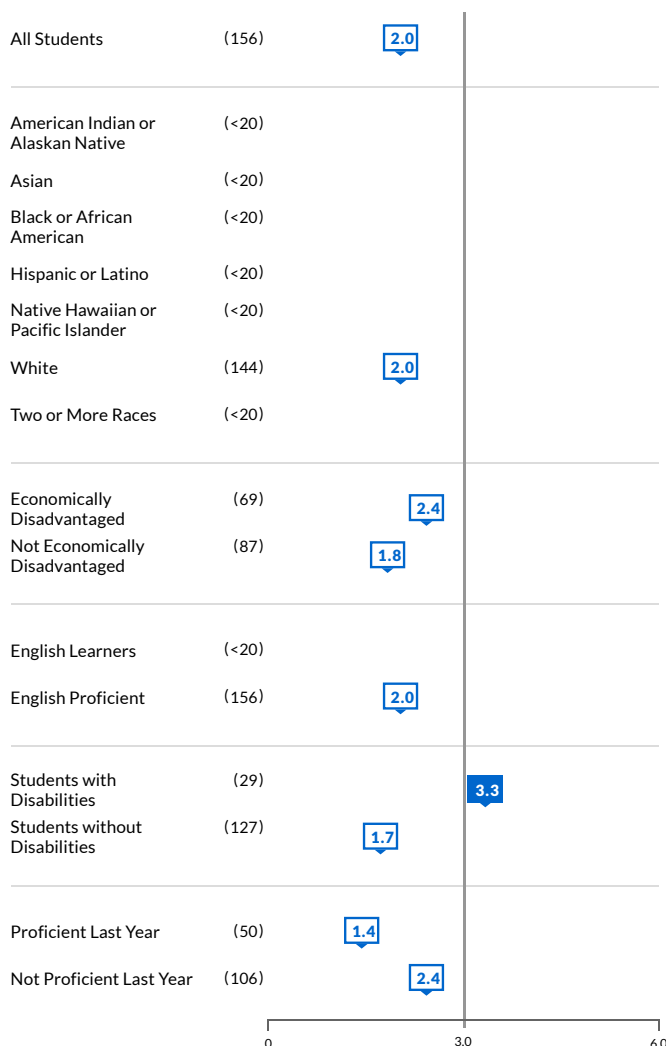 All Students (156) 2.0
American Indian or (<20)
Alaskan Native
Asian (<20)
Black or African (<20)
American
Hispanic or Latino (<20)
Native Hawaiian or (<20)
Pacific Islander
White (144) 2.0
Two or More Races (<20)
Economically (69) 2.4
Disadvantaged
Not Economically (87) 1.8
Disadvantaged
English Learners (<20)
English Proficient (156) 2.0
Students with (29) 3.3
Disabilities
Students without (127) 1.7
Disabilities
Proficient Last Year (50) 1.4
Not Proficient Last Year (106) 2.4
0 3.0 6.0